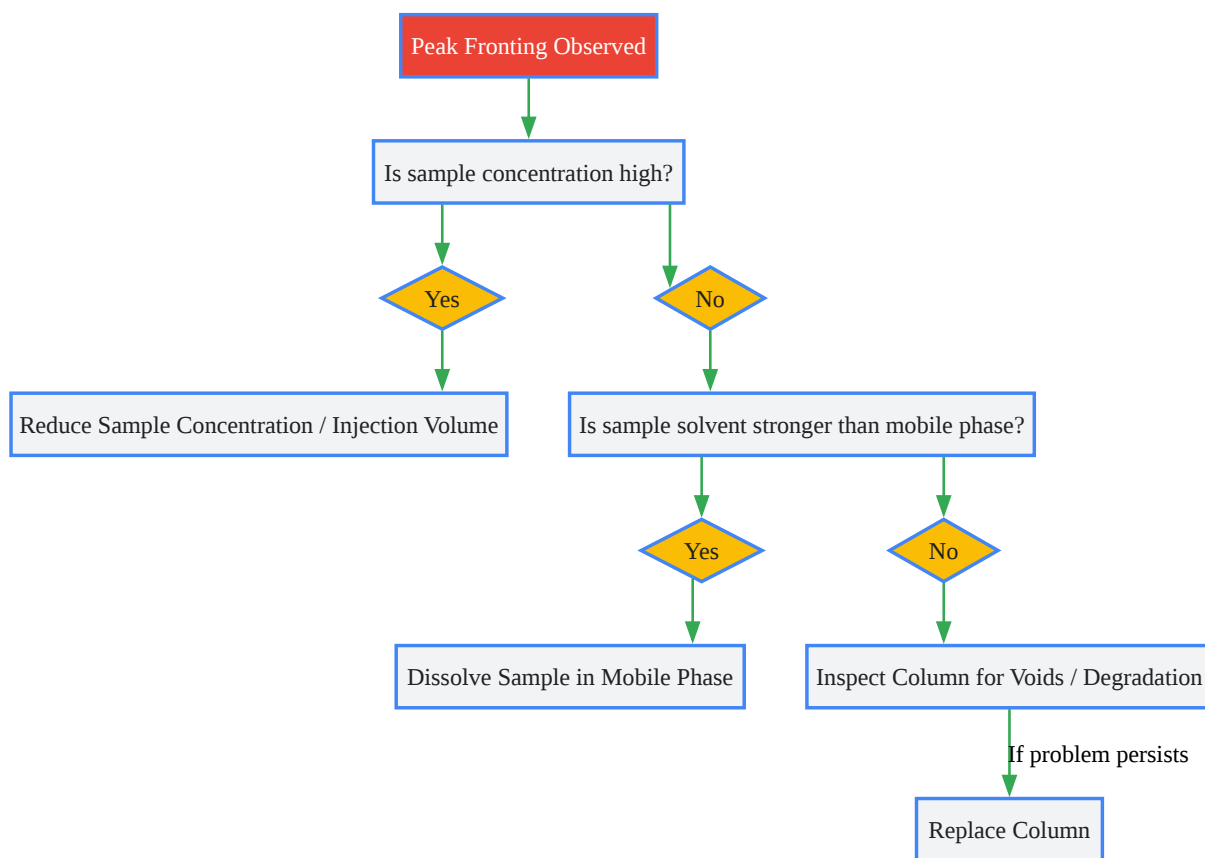 Peak Fronting Observed
Is sample concentration high?
Yes
No
Reduce Sample Concentration / Injection Volume
Is sample solvent stronger than mobile phase?
Yes
No
Dissolve Sample in Mobile Phase
Inspect Column for Voids / Degradation
If problem persists
Replace Column